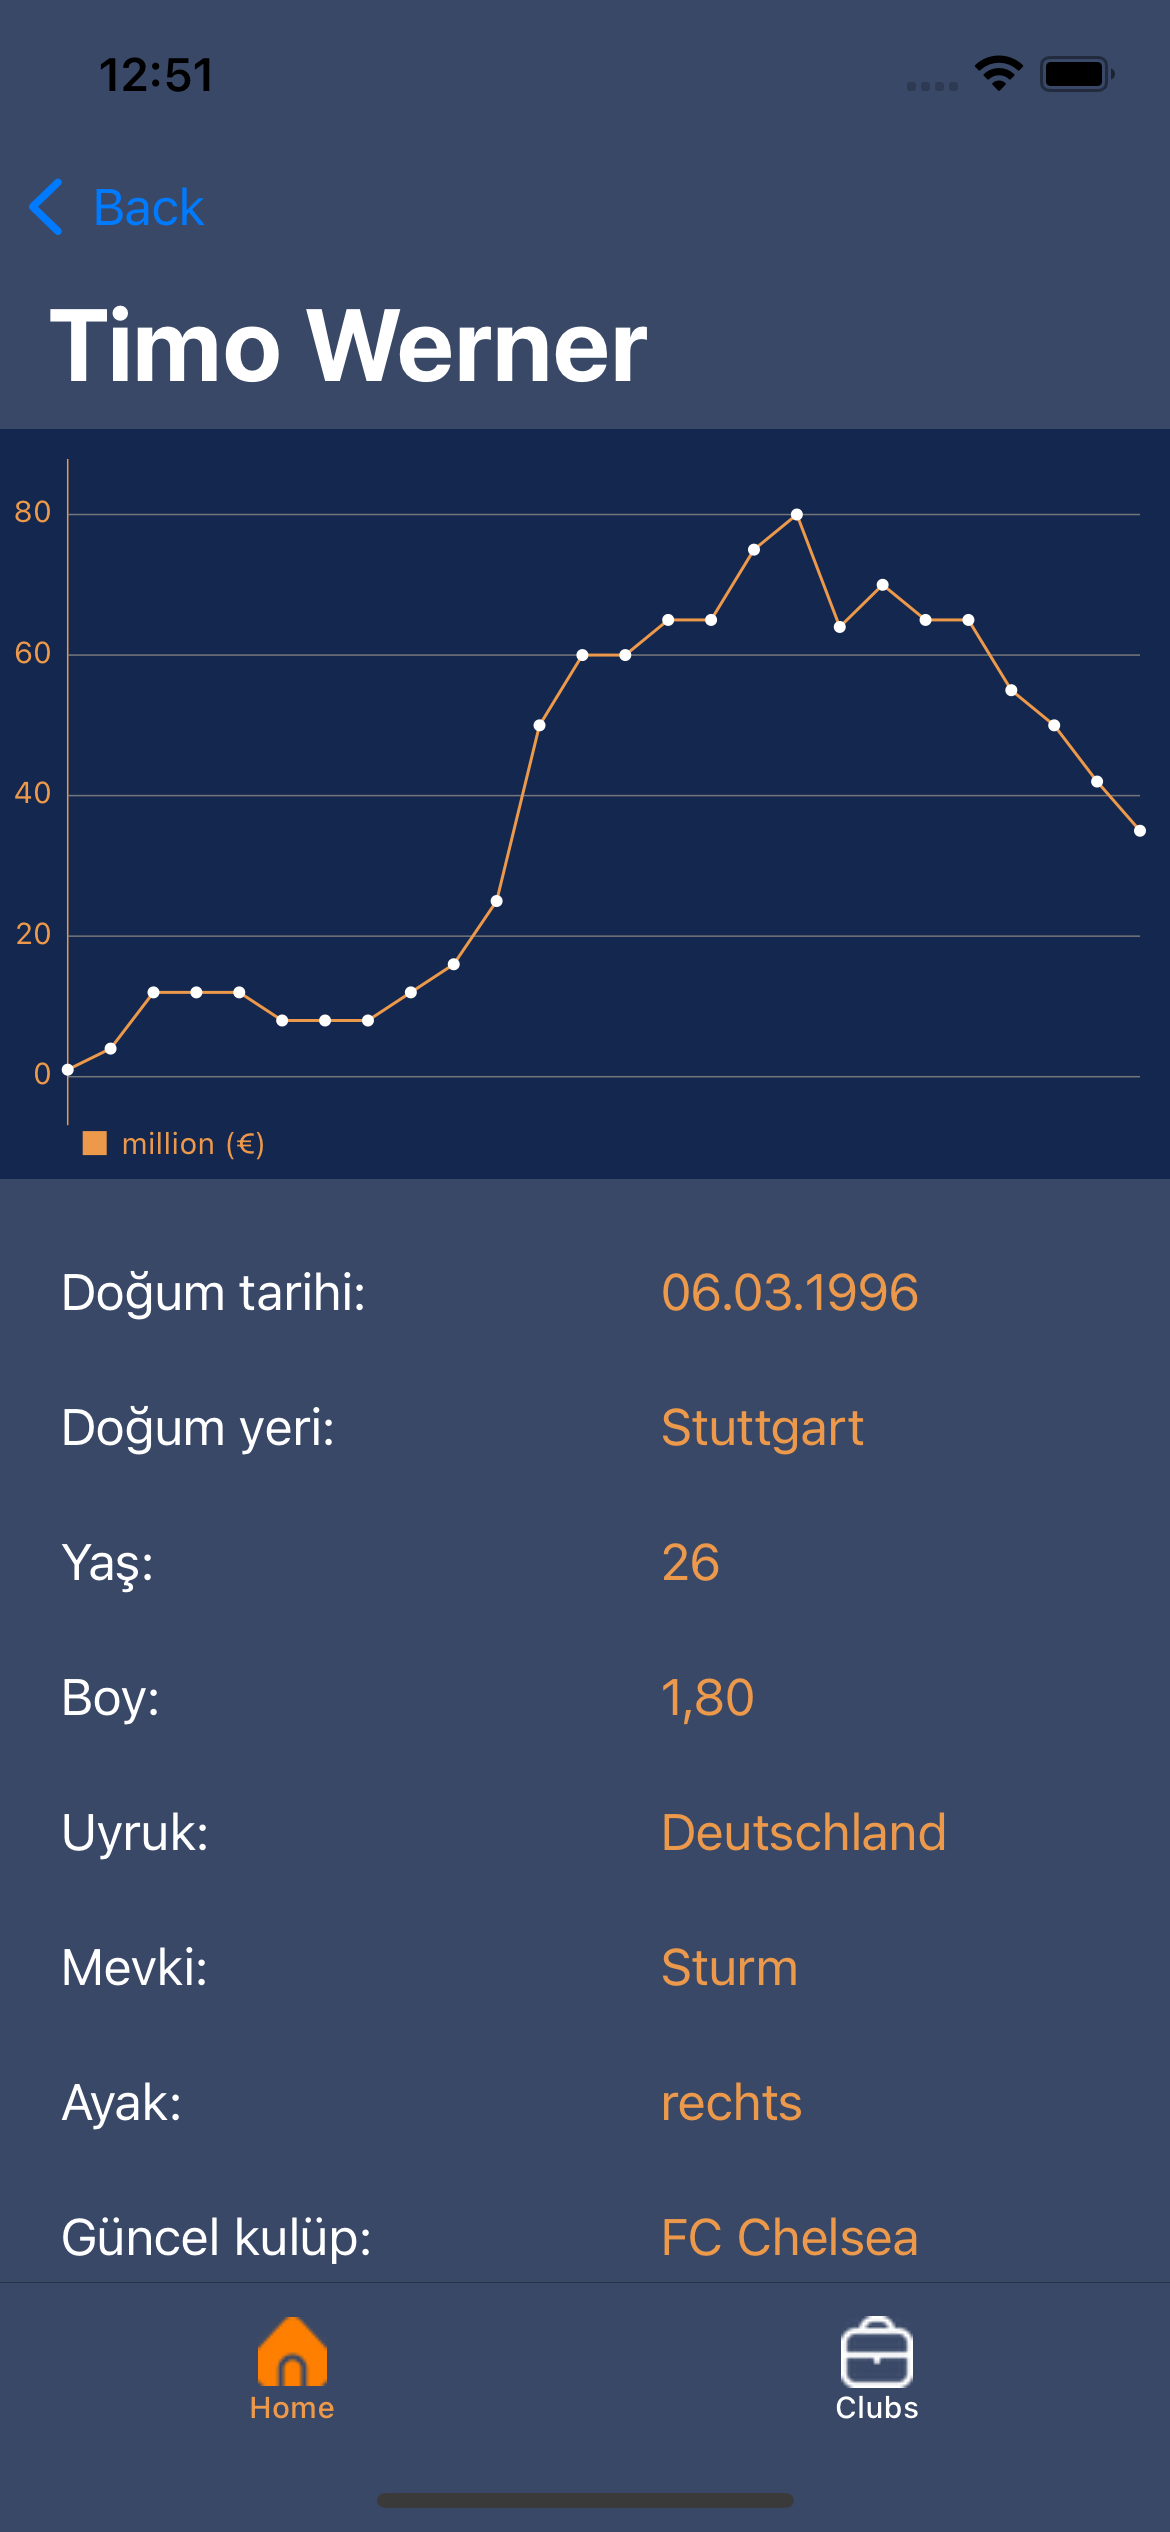 12:51
Back
Timo Werner
80
60
40
20
0
million (€)
Doğum tarihi: 06.03.1996
Doğum yeri: Stuttgart
Yaş: 26
Boy: 1,80
Uyruk: Deutschland
Mevki: Sturm
Ayak: rechts
Güncel kulüp: FC Chelsea
Home Clubs